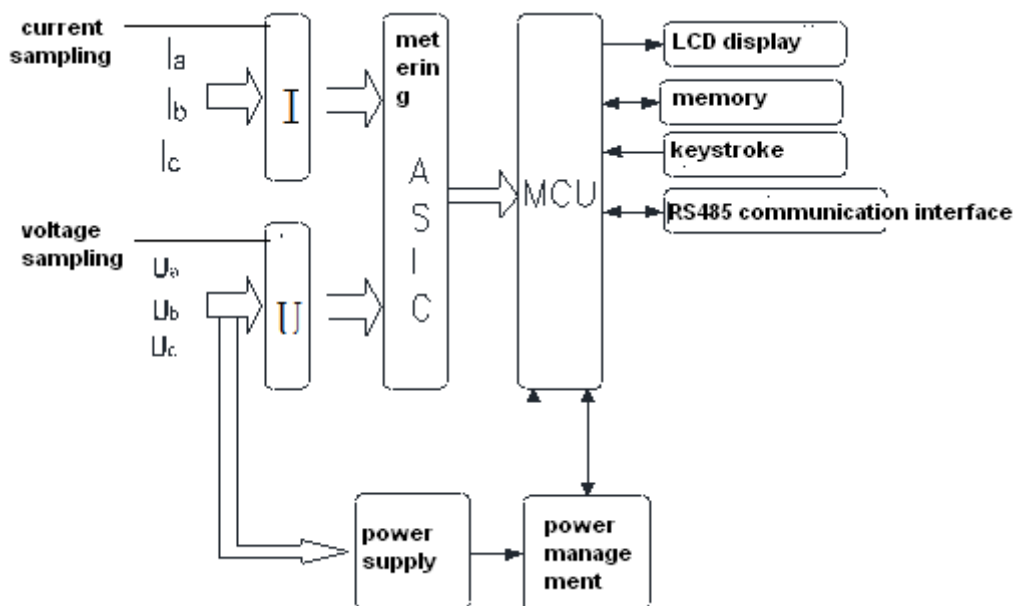 current
sampling
Ia
Ib
Ic
I
voltage
sampling
Ua
Ub
Uc
U
met
erin
g
A
S
I
C
MCU
LCD display
memory
keystroke
RS485 communication interface
power
supply
power
manage
ment